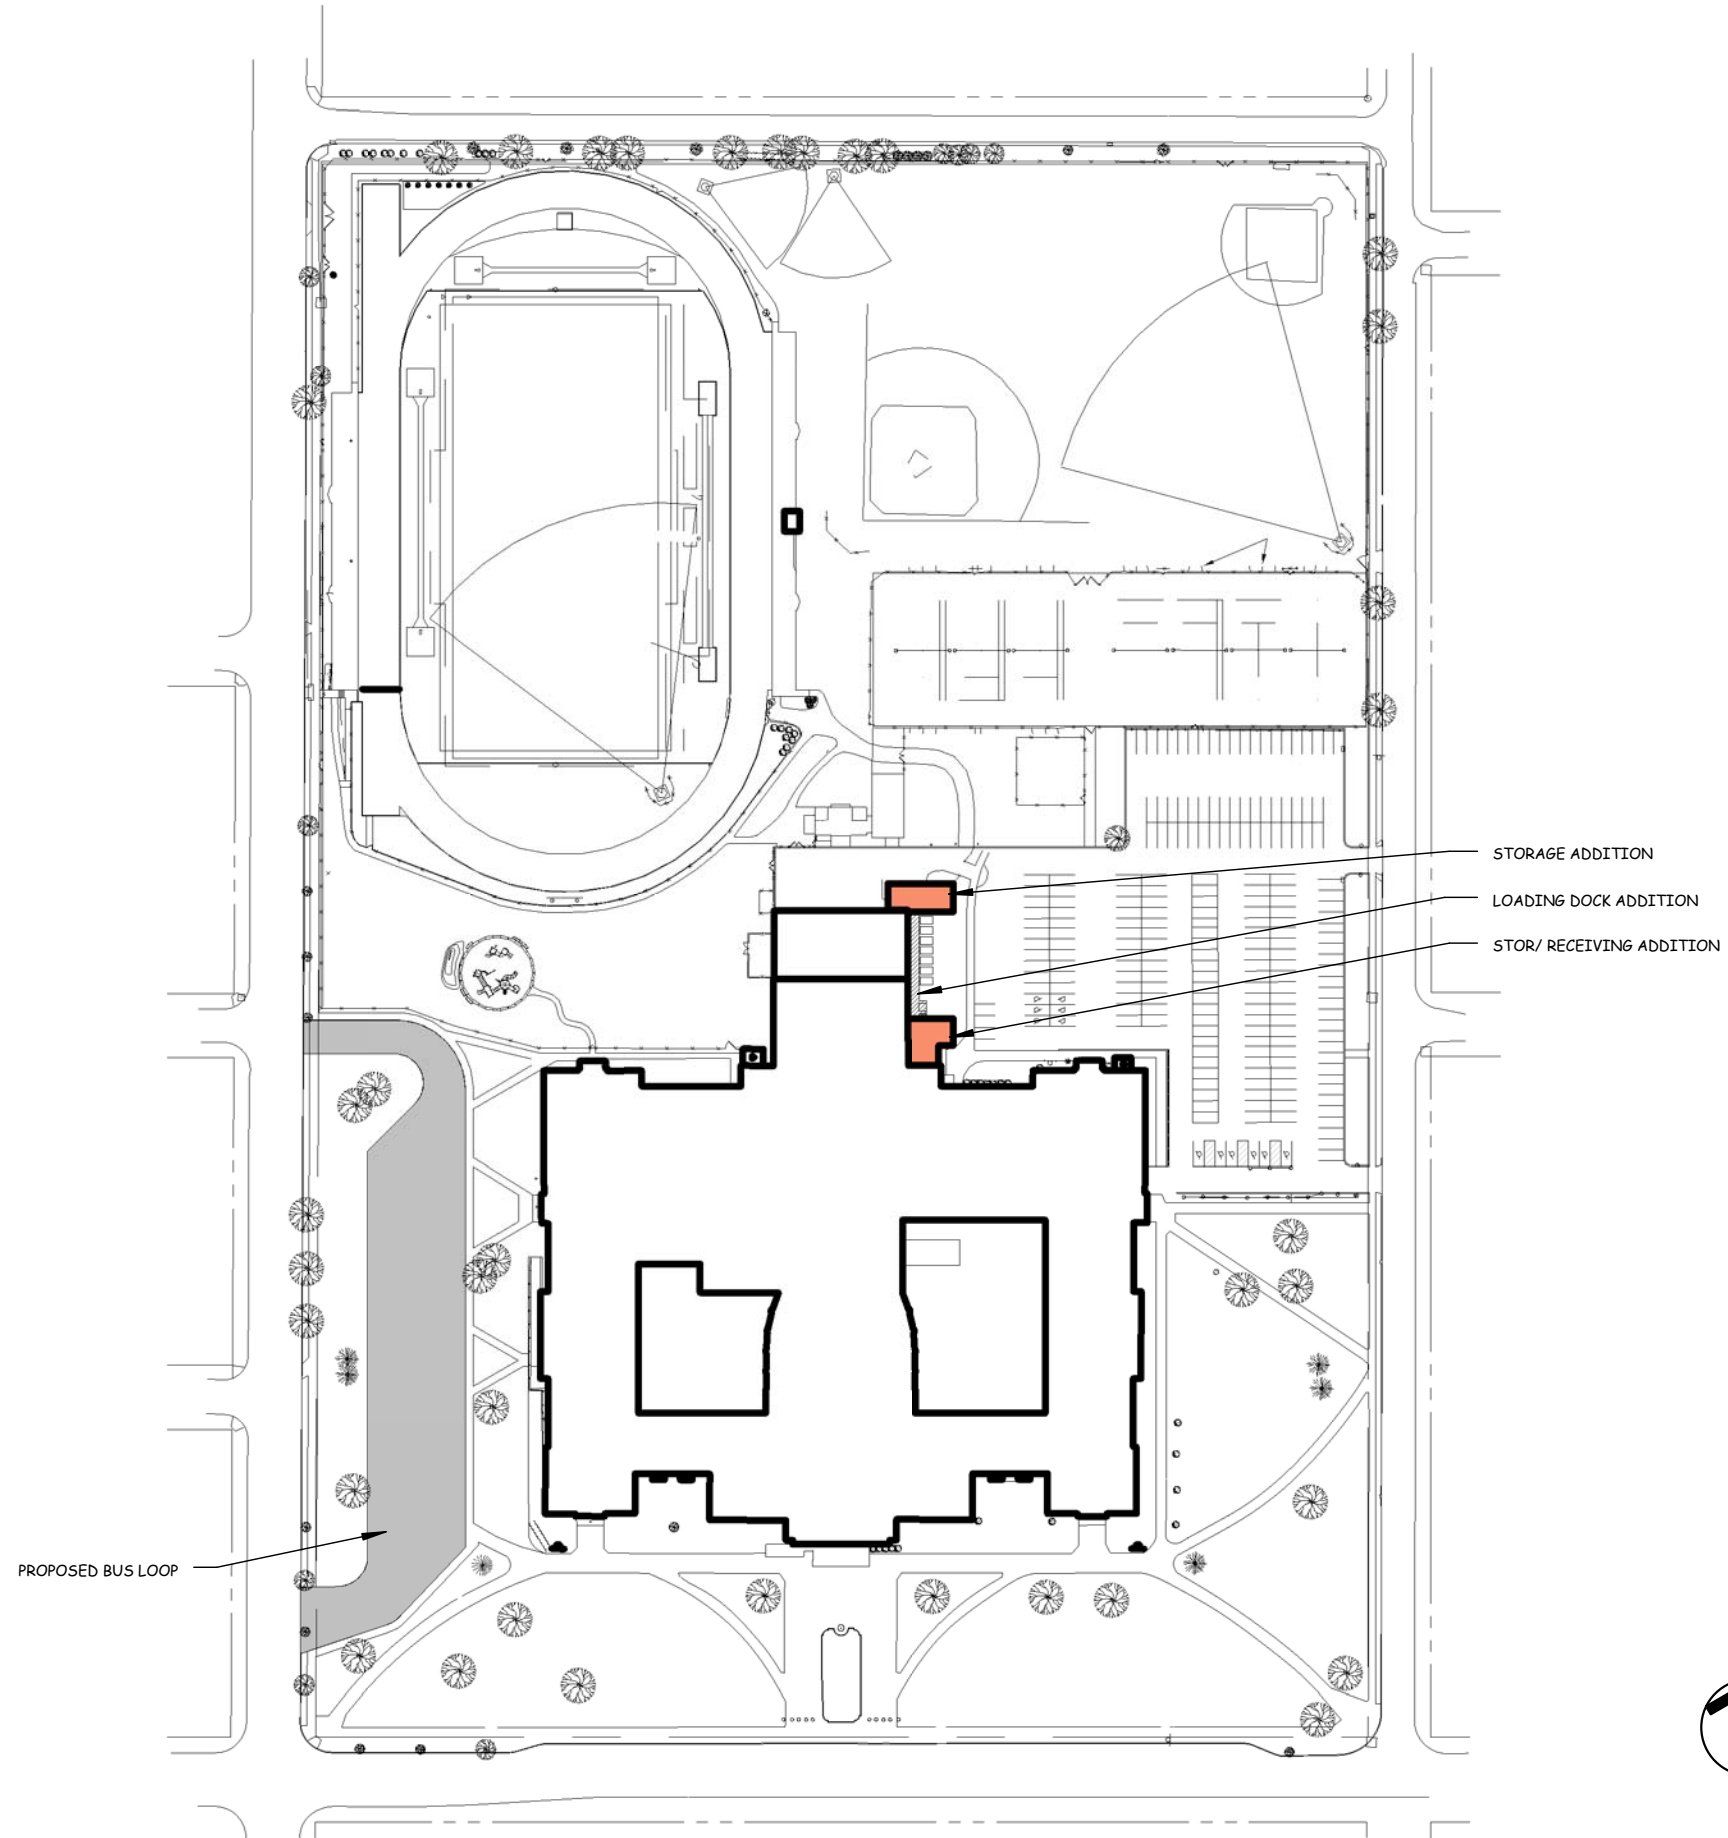 STORAGE ADDITION
LOADING DOCK ADDITION
STOR/ RECEIVING ADDITION
PROPOSED BUS LOOP